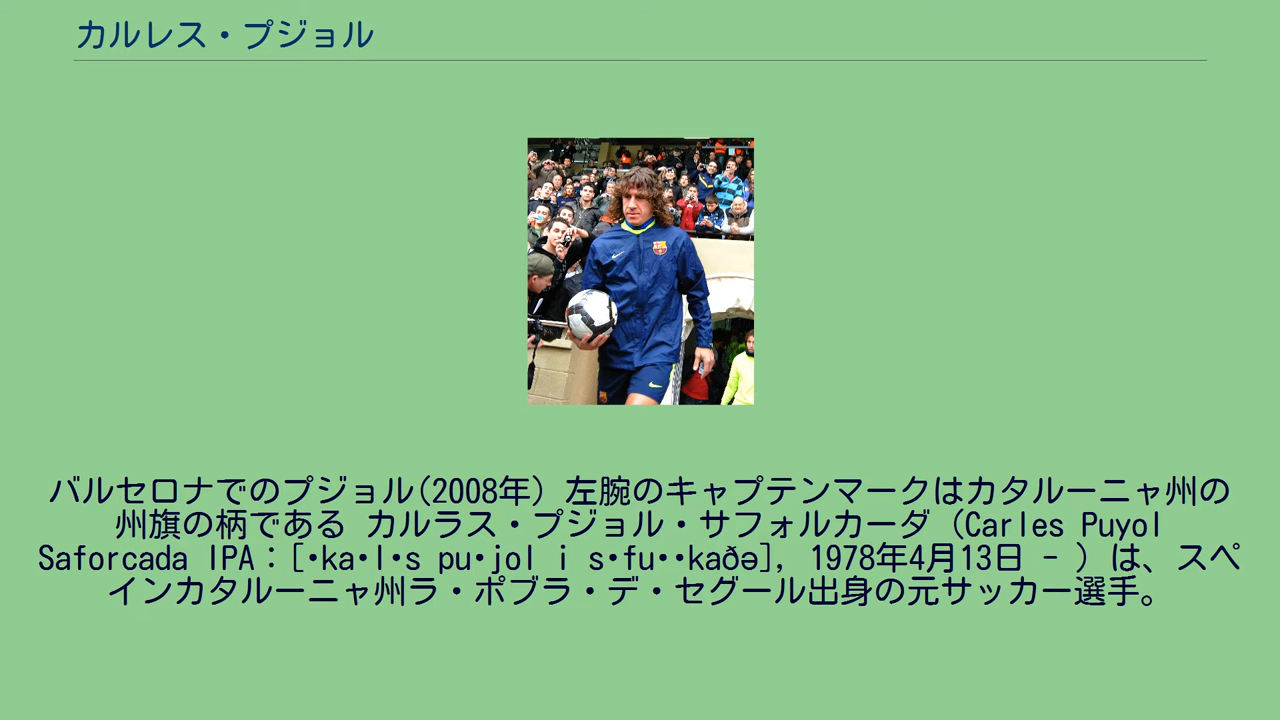 カルレス・プジョル
バルセロナでのプジョル(2008年) 左腕のキャプテンマークはカタルーニャ州の
州旗の柄である カルラス・プジョル・サフォルカーダ (Carles Puyol
Saforcada IPA：[•ka•l•s pu•jol i s•fu••kaðə], 1978年4月13日 - ) は、スペ
インカタルーニャ州ラ・ポブラ・デ・セグール出身の元サッカー選手。